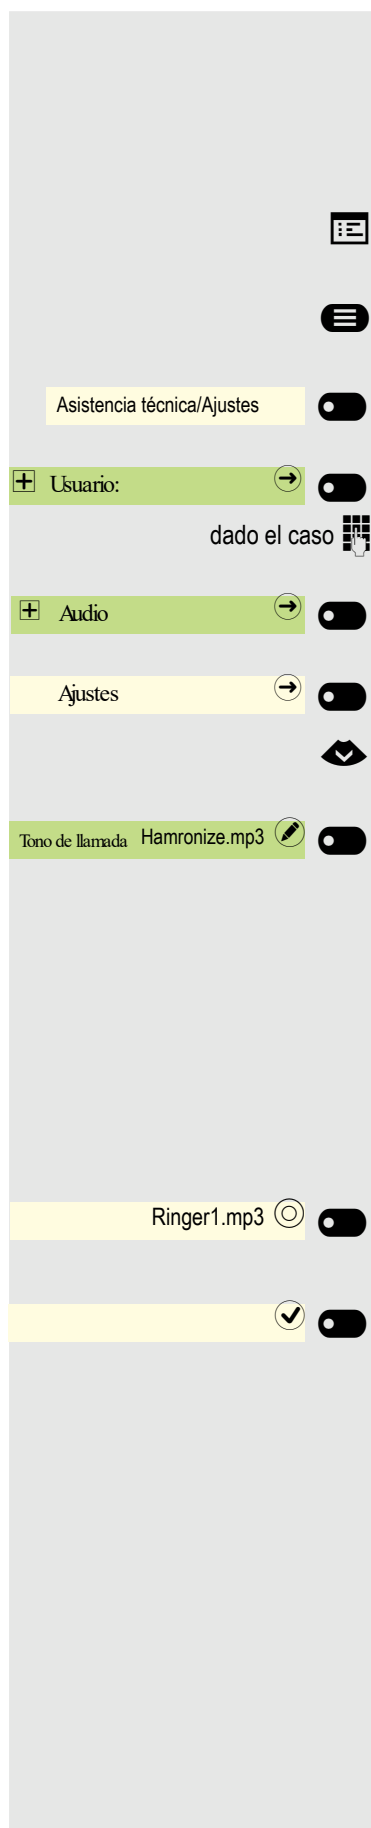 Asistencia técnica/Ajustes
Usuario:
dado el caso
Audio
Ajustes
Tono de llamada Hamronize.mp3
Ringer1.mp3